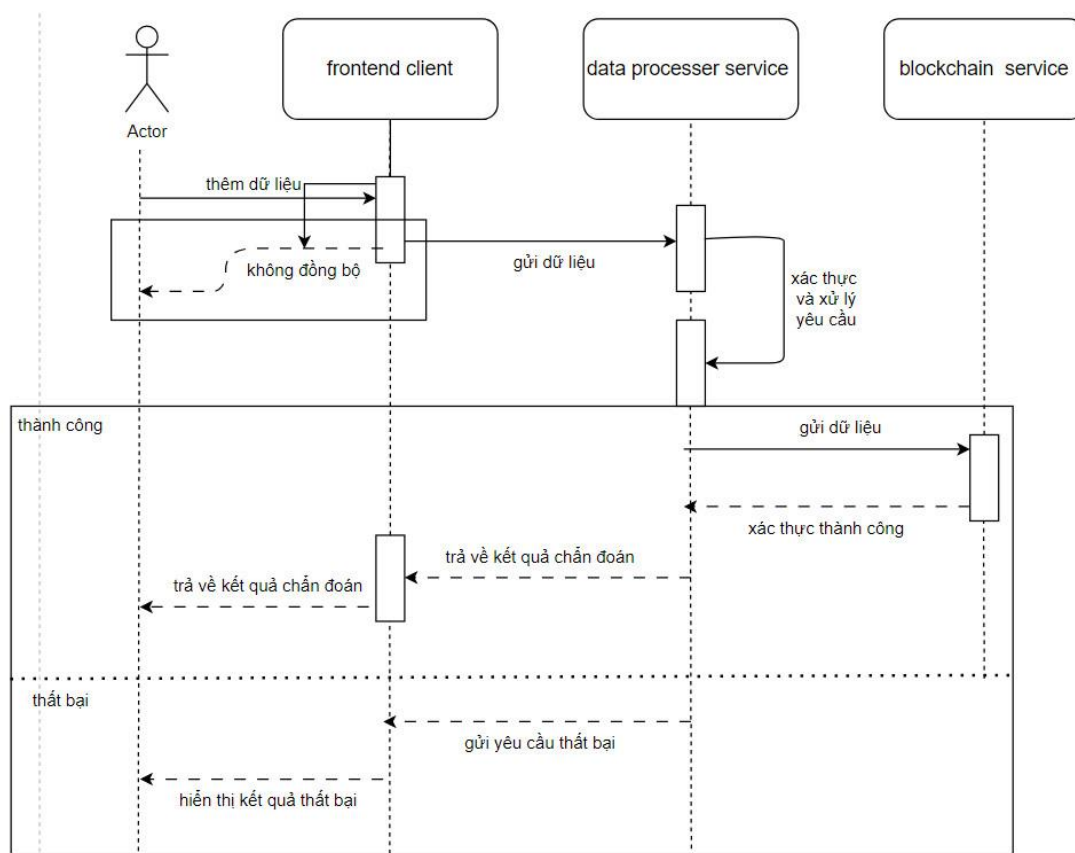 frontend client
data processer service
blockchain service
Actor
thêm dữ liệu
không đồng bộ
gửi dữ liệu
xác thực
và xử lý
yêu cầu
thành công
gửi dữ liệu
xác thực thành công
trả về kết quả chẩn đoán
trả về kết quả chẩn đoán
thất bại
gửi yêu cầu thất bại
hiển thị kết quả thất bại